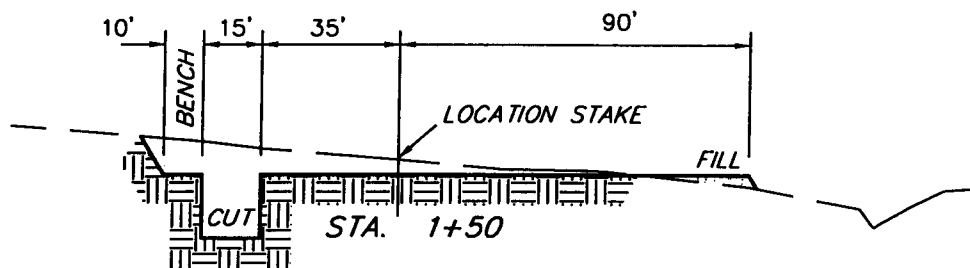 10' 15' 35' 90'
BENCH
LOCATION STAKE
FILL
CUT
STA. 1+50